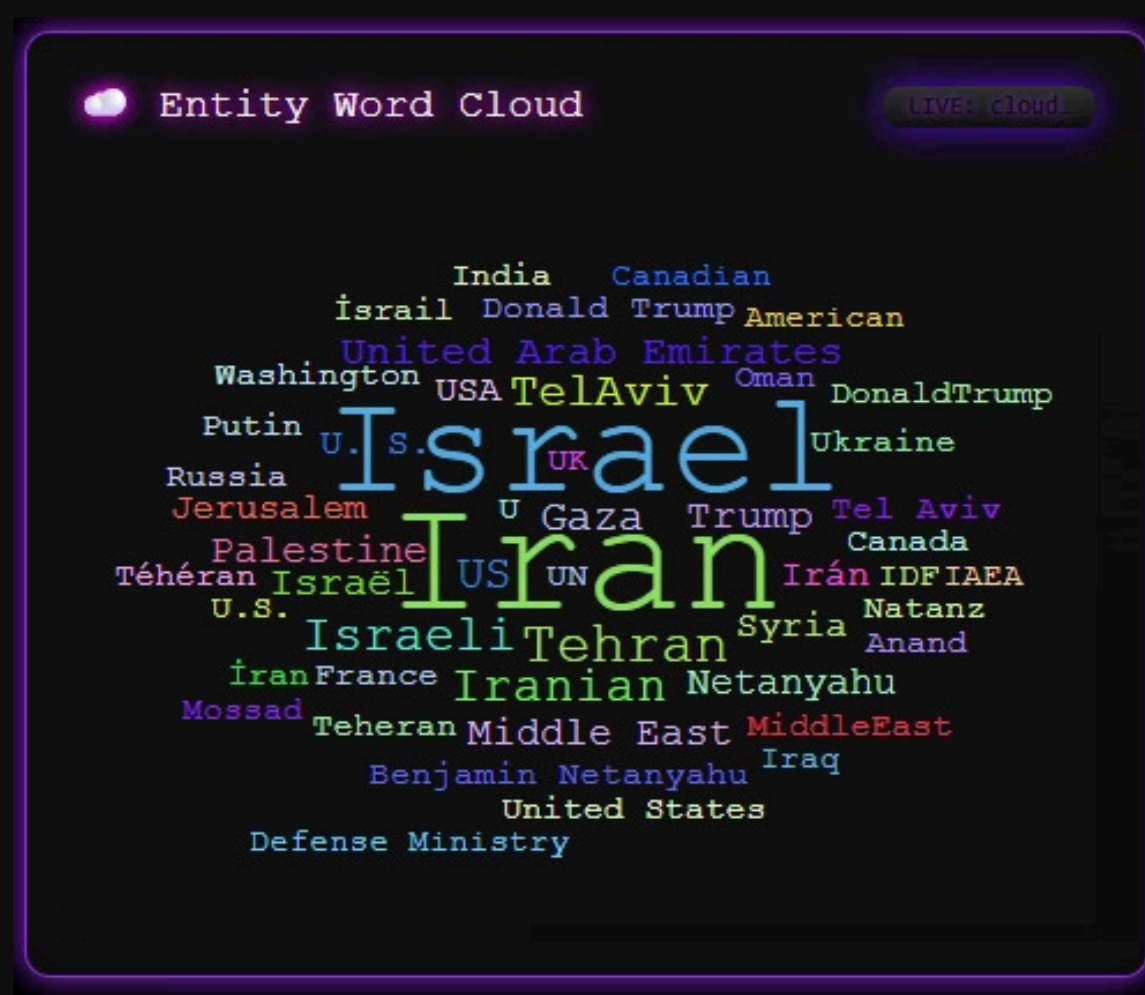 Entity Word Cloud
LIVE: cloud
India Canadian
İsrail Donald Trump American
United Arab Emirates
Washington USA TelAviv Oman DonaldTrump
Putin U. S. Israel UK Ukraine
Russia
Jerusalem U Gaza Trump Tel Aviv
Palestine Iran Canada
Téhéran Israël US UN Irán IDF IAEA
U.S. Natanz
Israeli Tehran Syria Anand
İran France Iranian Netanyahu
Mossad Teheran Middle East MiddleEast
Benjamin Netanyahu Iraq
United States
Defense Ministry